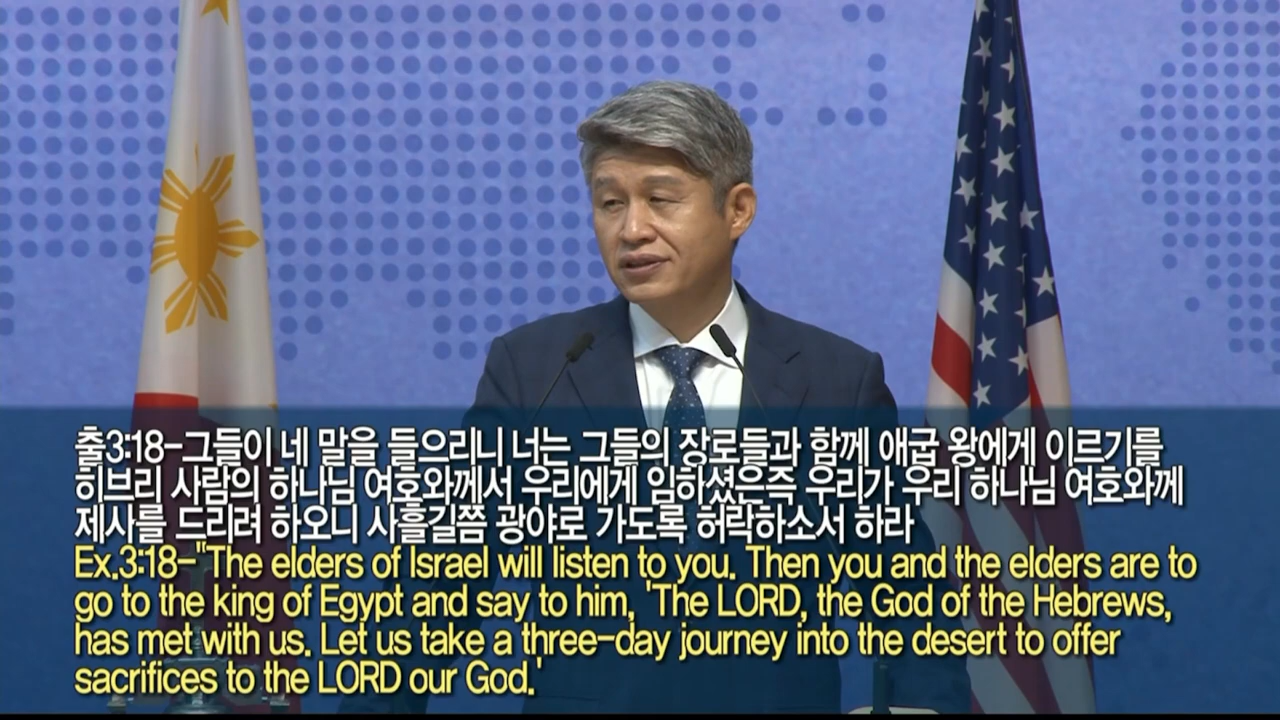 출3:18-그들이 네 말을 들으리니 너는 그들의 장로들과 함께 애굽 왕에게 이르기를
히브리 사람의 하나님 여호와께서 우리에게 임하셨은즉 우리가 우리 하나님 여호와께
제사를 드리려 하오니 사흘길쯤 광야로 가도록 허락하소서 하라
Ex.3:18-"The elders of Israel will listen to you. Then you and the elders are to
go to the king of Egypt and say to him, 'The LORD, the God of the Hebrews,
has met with us. Let us take a three-day journey into the desert to offer
sacrifices to the LORD our God.'